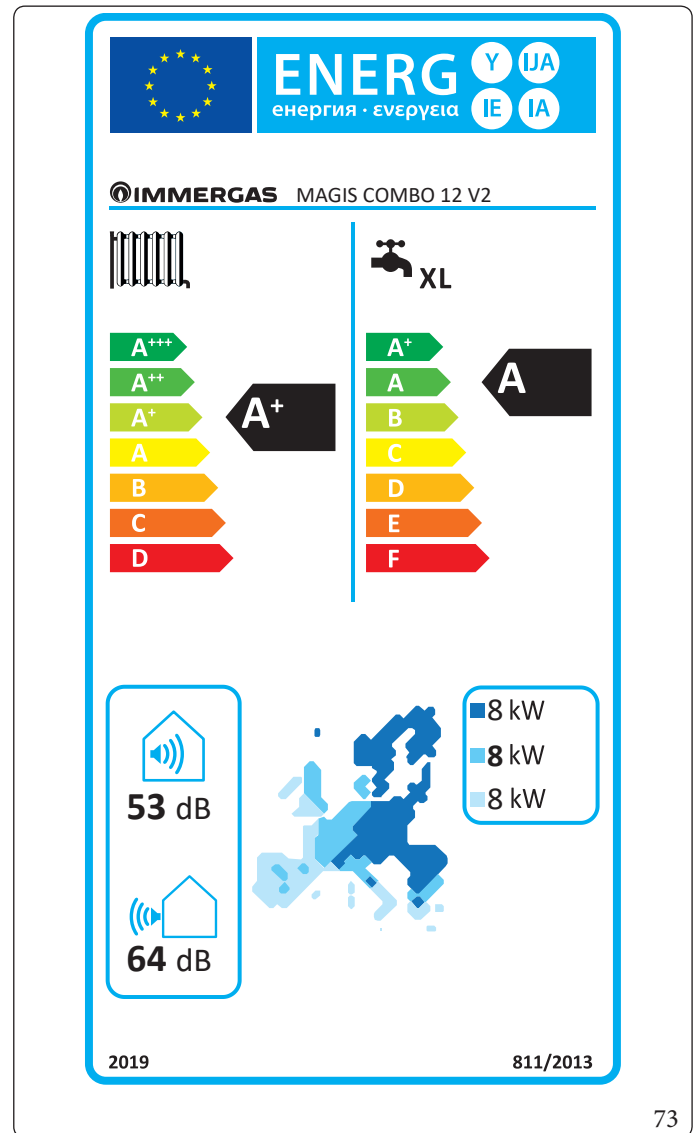 ENERG Y IJA
енергия · ενεργεια IE IA
IMMERGAS MAGIS COMBO 12 V2
XL
A+++
A++
A+
A
B
C
D
A+
A+
A
B
C
D
E
F
A
53 dB
64 dB
8 kW
8 kW
8 kW
2019 811/2013
73